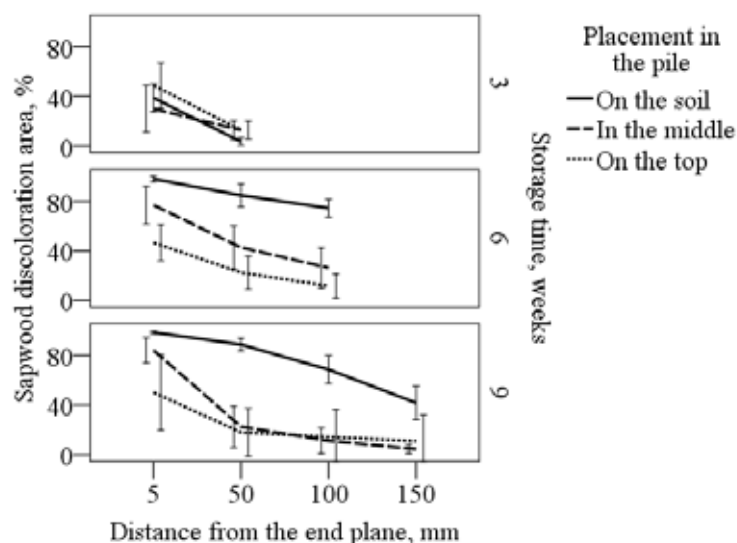 Sapwood discoloration area, %
80
40
0
3
80
40
0
6
80
40
0
9
5 50 100 150
Distance from the end plane, mm
Storage time, weeks
Placement in
the pile
On the soil
In the middle
On the top